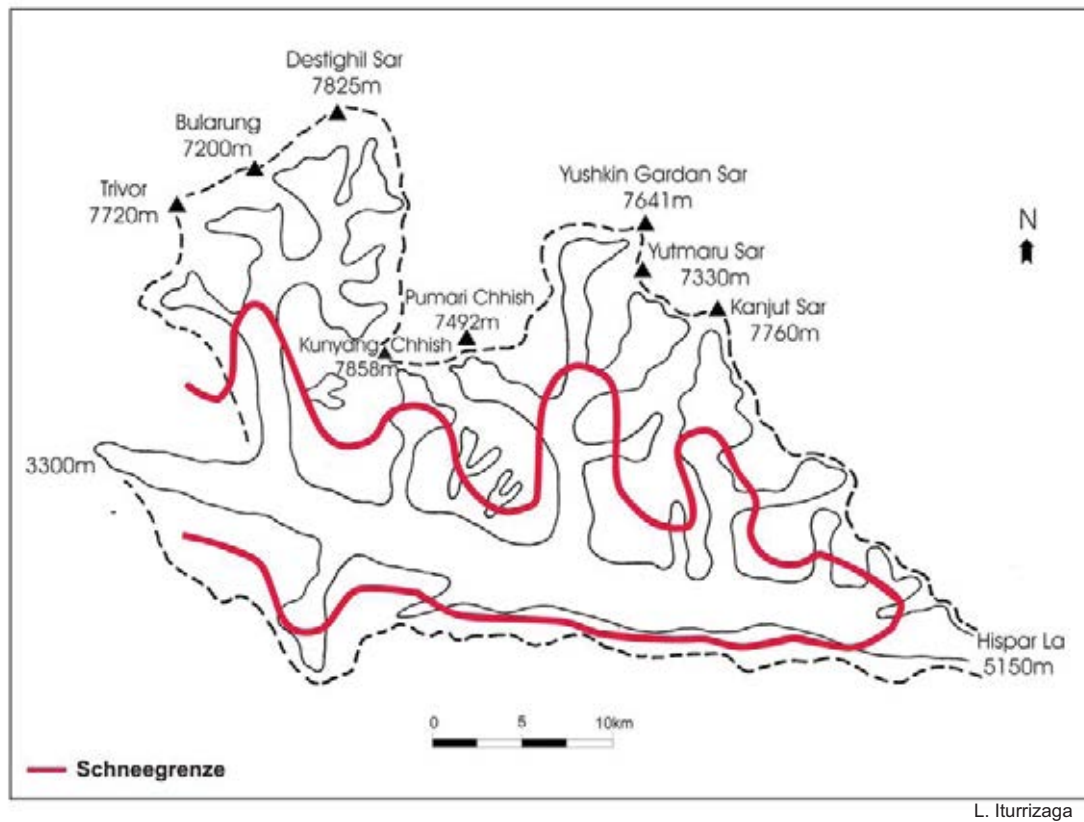 Destighil Sar
7825m
Bularung
7200m
Trivor
7720m
Yushkin Gardan Sar
7641m
N
Yutmaru Sar
7330m
Pumari Chhish
7492m
Kanjut Sar
7760m
Kunyang Chhish
7858m
3300m
Hispar La
5150m
0 5 10km
Schneegrenze
L. Iturrizaga